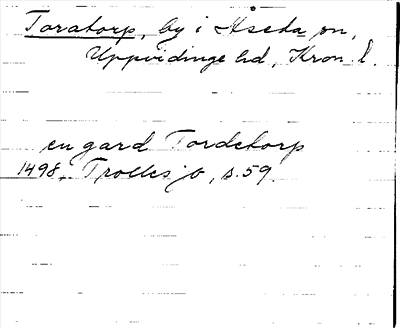 Toratorp, by i Åseda sn,
Uppvidinge hd, Kron. l.
en gard Tordetorp
1498. Trolles jb, s. 59.